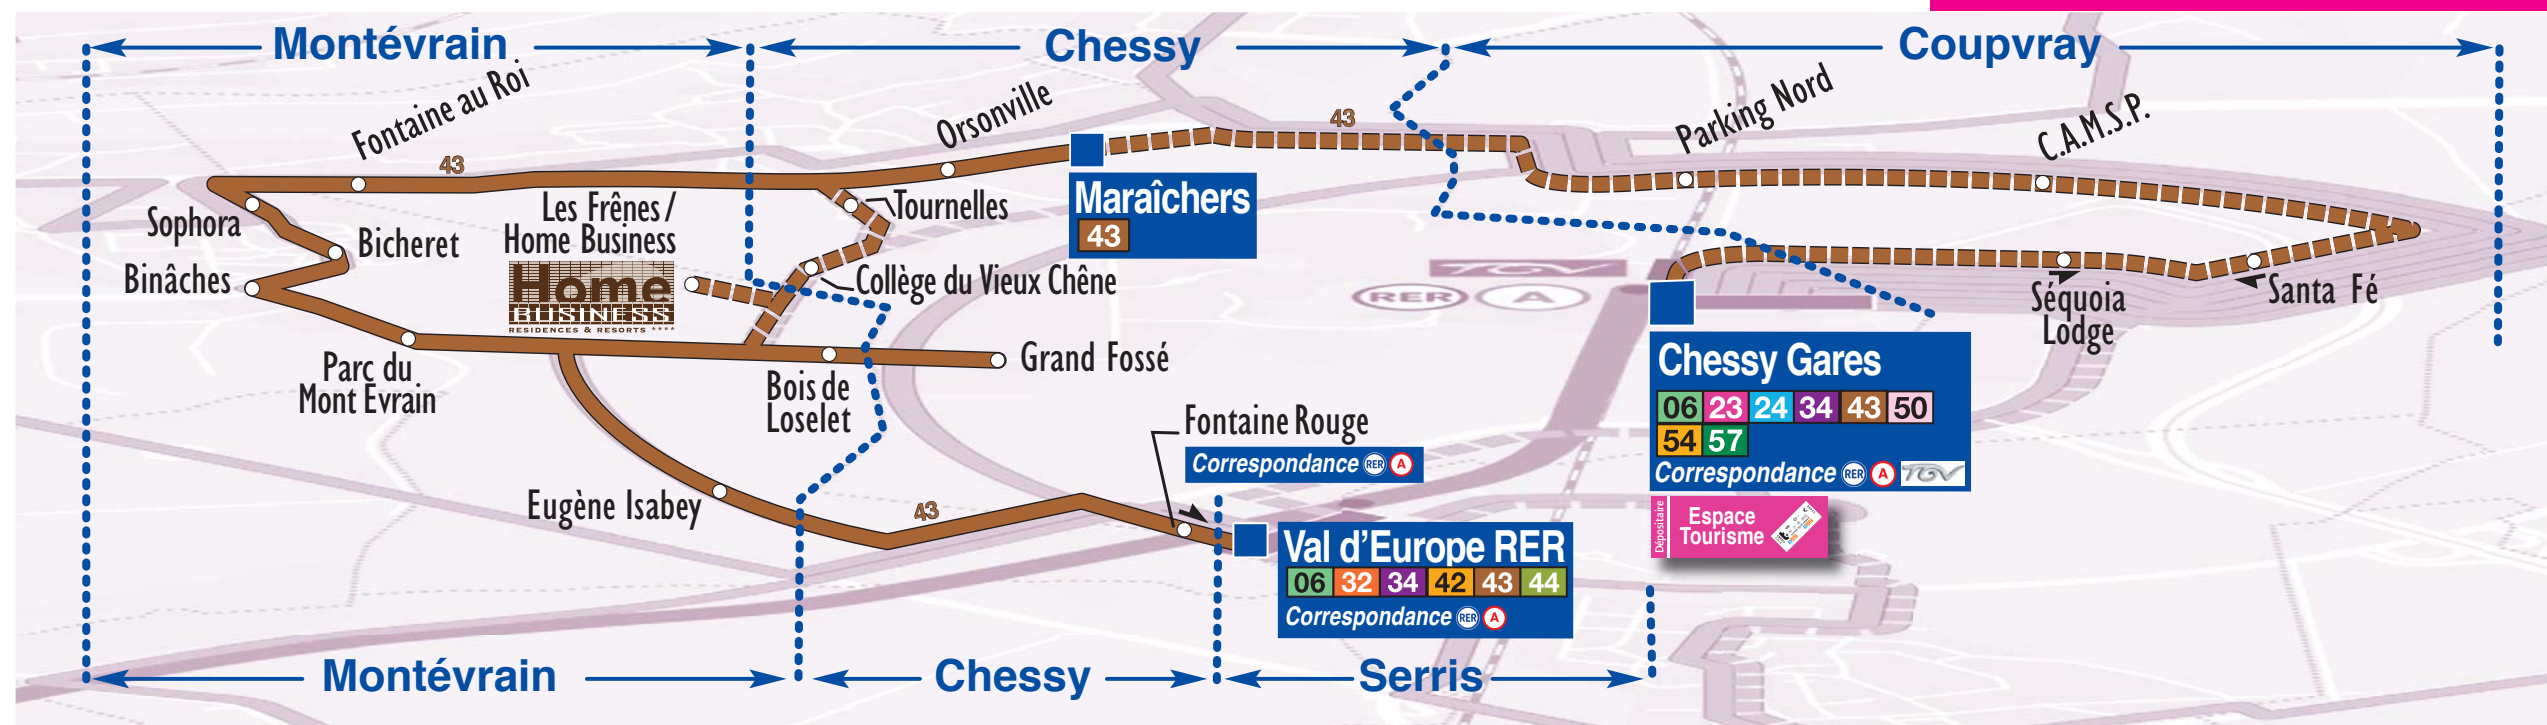 Montévrain
Chessy
Coupvray
Fontaine au Roi
Orsonville
Parking Nord
C.A.M.S.P.
43
43
Sophora
Bicheret
Binâches
Les Frênes /
Home Business
Home
BUSINESS
RESIDENCES & RESORTS ****
Tournelles
Collège du Vieux Chêne
Maraîchers
43
TGV
RER A
Séquoia
Lodge
Santa Fé
Parc du
Mont Evrain
Bois de
Loselet
Grand Fossé
Chessy Gares
06 23 24 34 43 50
54 57
Correspondance RER A TGV
Dépositaire
Espace
Tourisme
Fontaine Rouge
Correspondance RER A
Eugène Isabey
43
Val d'Europe RER
06 32 34 42 43 44
Correspondance RER A
Montévrain
Chessy
Serris